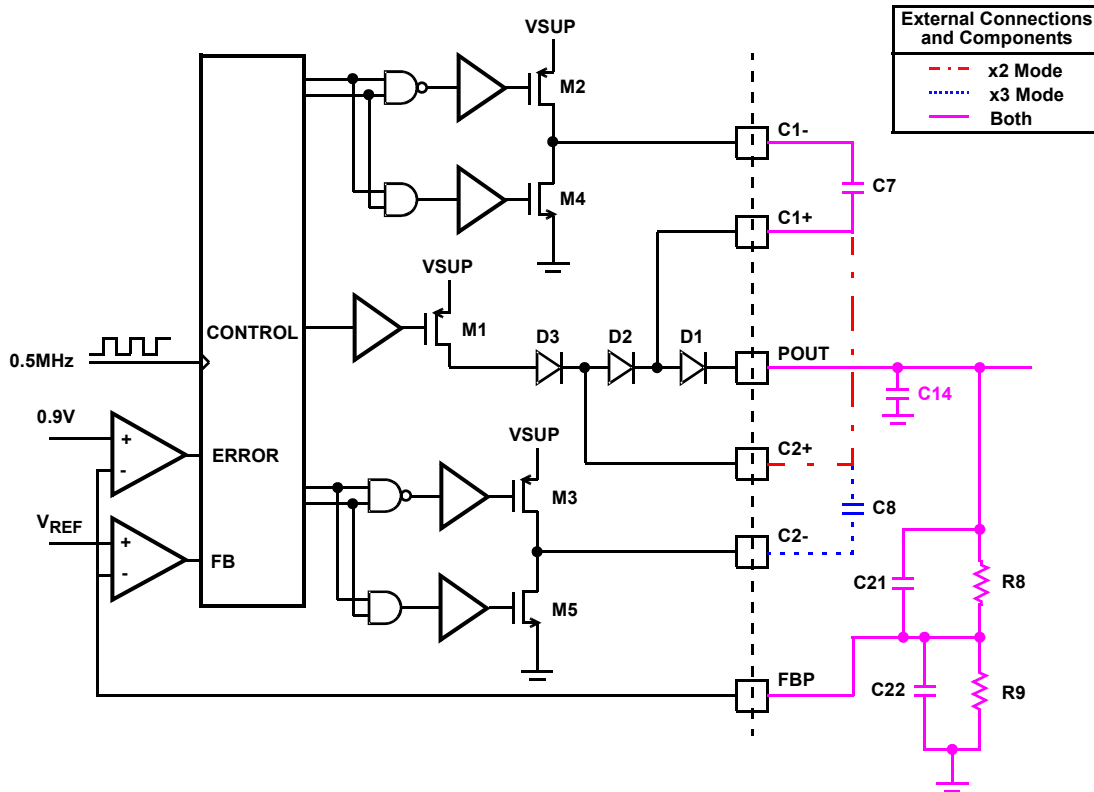 External Connections
and Components
x2 Mode
x3 Mode
Both
VSUP
M2
C1-
C7
M4
C1+
VSUP
CONTROL
M1
D3
D2
D1
POUT
0.5MHz
C14
0.9V
+
-
ERROR
VSUP
C2+
M3
C8
VREF
+
-
FB
C2-
C21
R8
M5
FBP
C22
R9